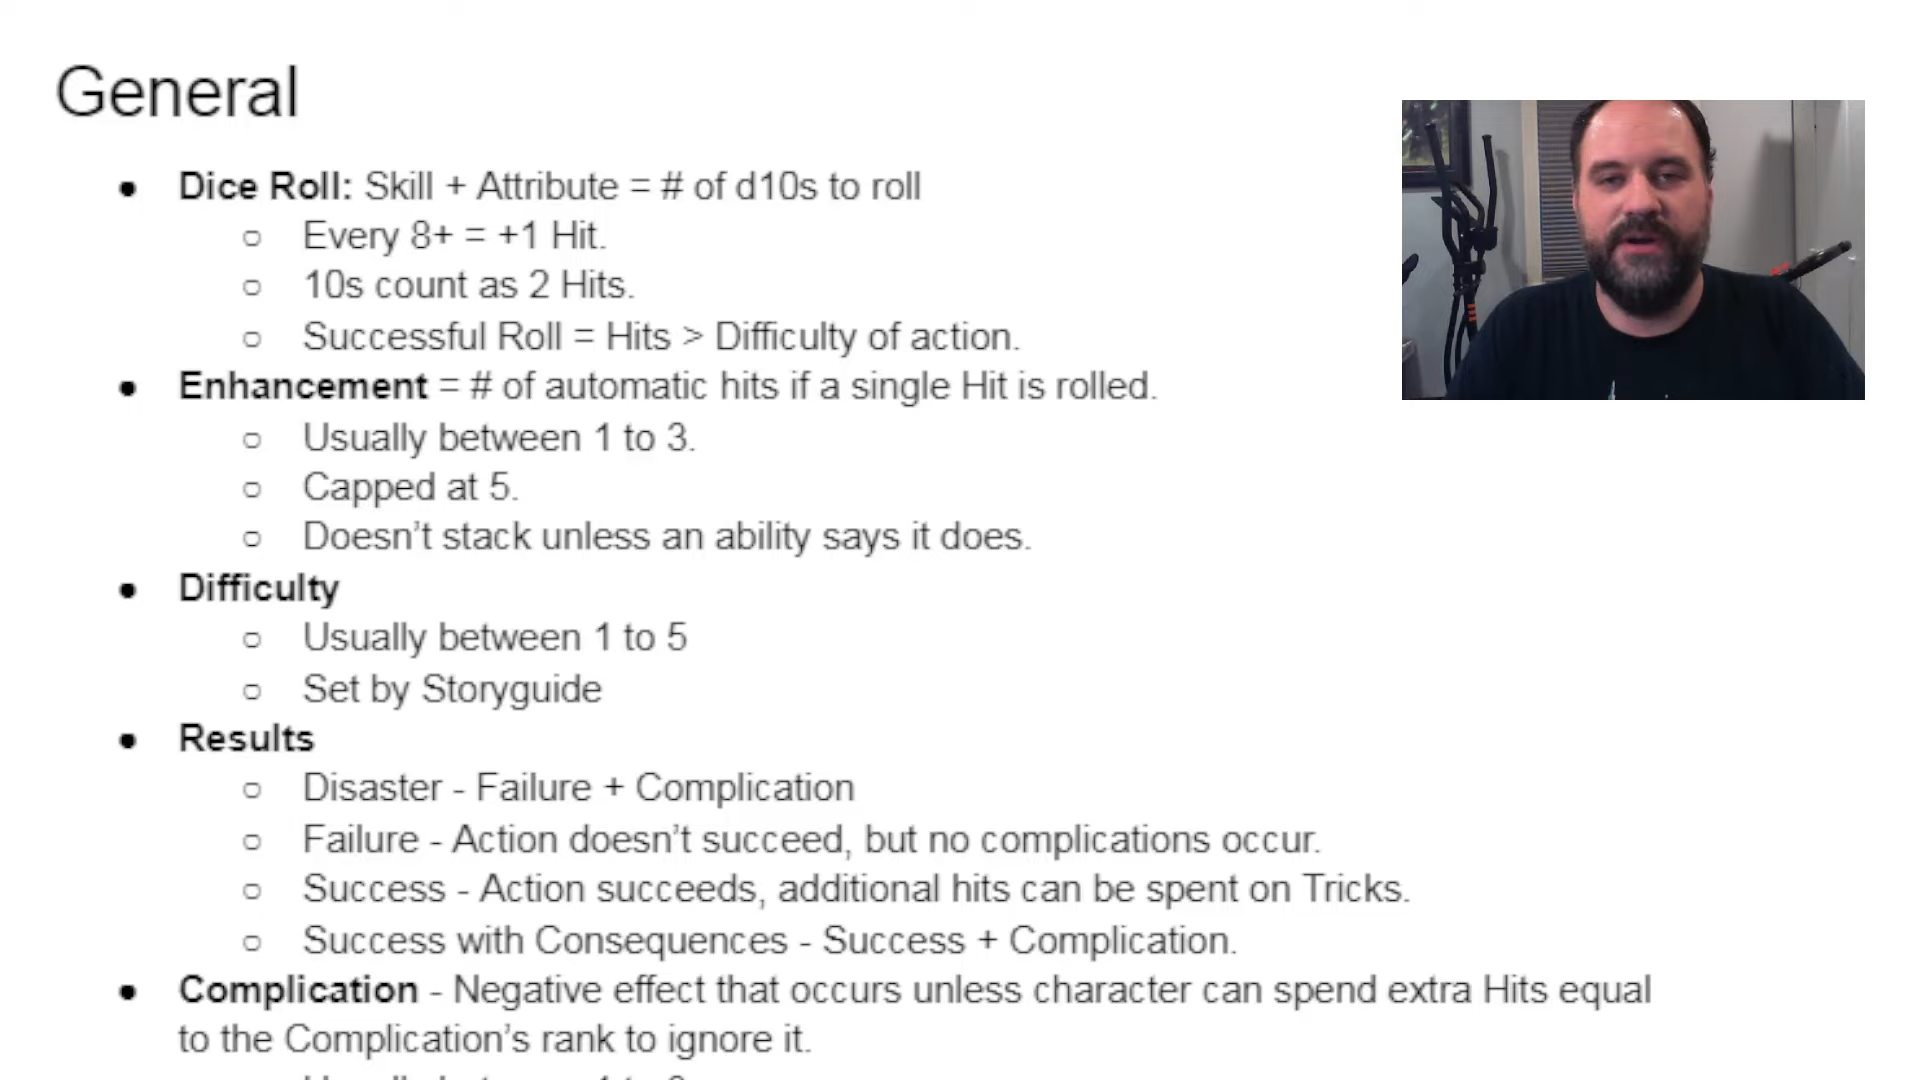 General
● Dice Roll: Skill + Attribute = # of d10s to roll
○ Every 8+ = +1 Hit.
○ 10s count as 2 Hits.
○ Successful Roll = Hits > Difficulty of action.
● Enhancement = # of automatic hits if a single Hit is rolled.
○ Usually between 1 to 3.
○ Capped at 5.
○ Doesn’t stack unless an ability says it does.
● Difficulty
○ Usually between 1 to 5
○ Set by Storyguide
● Results
○ Disaster - Failure + Complication
○ Failure - Action doesn’t succeed, but no complications occur.
○ Success - Action succeeds, additional hits can be spent on Tricks.
○ Success with Consequences - Success + Complication.
● Complication - Negative effect that occurs unless character can spend extra Hits equal
to the Complication’s rank to ignore it.